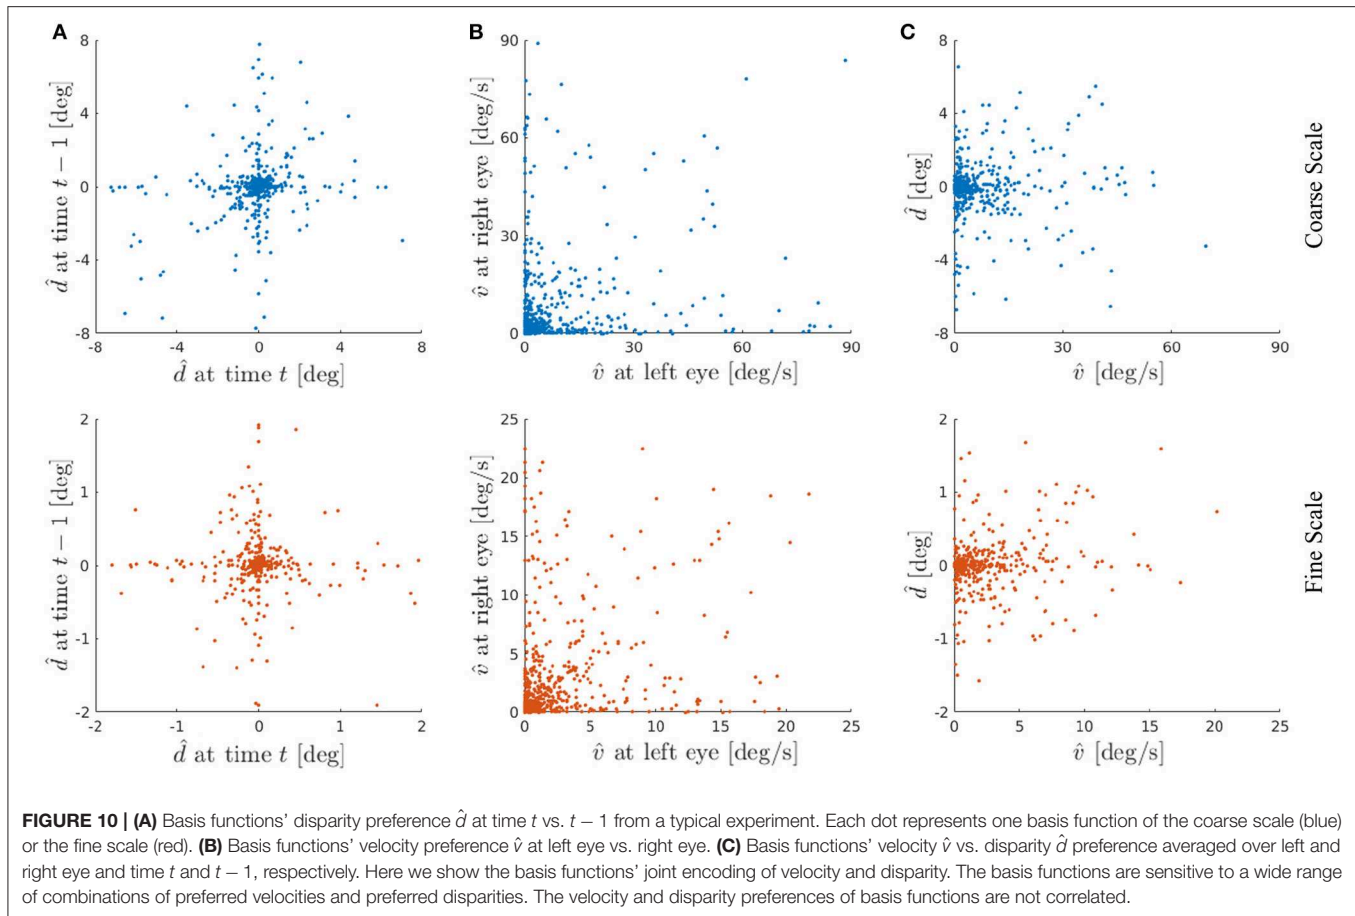 A
8
4
0
-4
-8
-8 -4 0 4 8
d̂ at time t − 1 [deg]
d̂ at time t [deg]
B
90
60
30
0
0 30 60 90
v̂ at right eye [deg/s]
v̂ at left eye [deg/s]
C
8
4
0
-4
-8
0 30 60 90
d̂ [deg]
v̂ [deg/s]
Coarse Scale
2
1
0
-1
-2
-2 -1 0 1 2
d̂ at time t − 1 [deg]
d̂ at time t [deg]
25
20
15
10
5
0
0 5 10 15 20 25
v̂ at right eye [deg/s]
v̂ at left eye [deg/s]
2
1
0
-1
-2
0 5 10 15 20 25
d̂ [deg]
v̂ [deg/s]
Fine Scale
FIGURE 10 | (A) Basis functions' disparity preference d̂ at time t vs. t − 1 from a typical experiment. Each dot represents one basis function of the coarse scale (blue)
or the fine scale (red). (B) Basis functions' velocity preference v̂ at left eye vs. right eye. (C) Basis functions' velocity v̂ vs. disparity d̂ preference averaged over left and
right eye and time t and t − 1, respectively. Here we show the basis functions' joint encoding of velocity and disparity. The basis functions are sensitive to a wide range
of combinations of preferred velocities and preferred disparities. The velocity and disparity preferences of basis functions are not correlated.